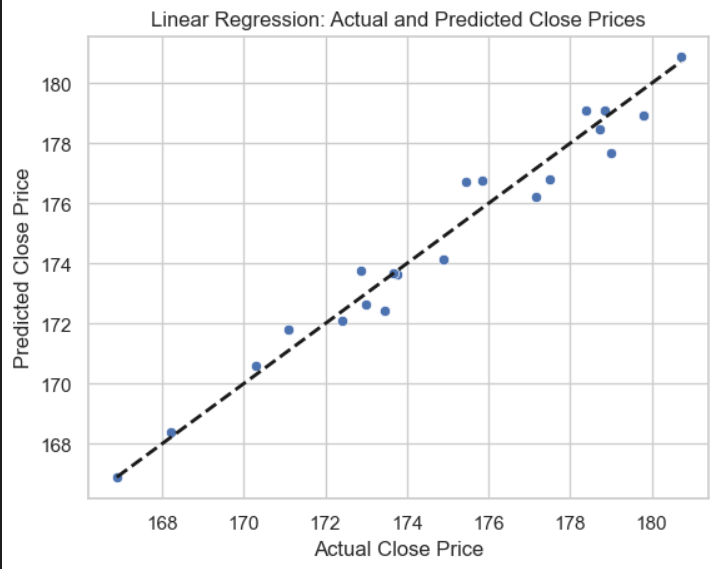 Linear Regression: Actual and Predicted Close Prices
Predicted Close Price
180
178
176
174
172
170
168
168 170 172 174 176 178 180
Actual Close Price